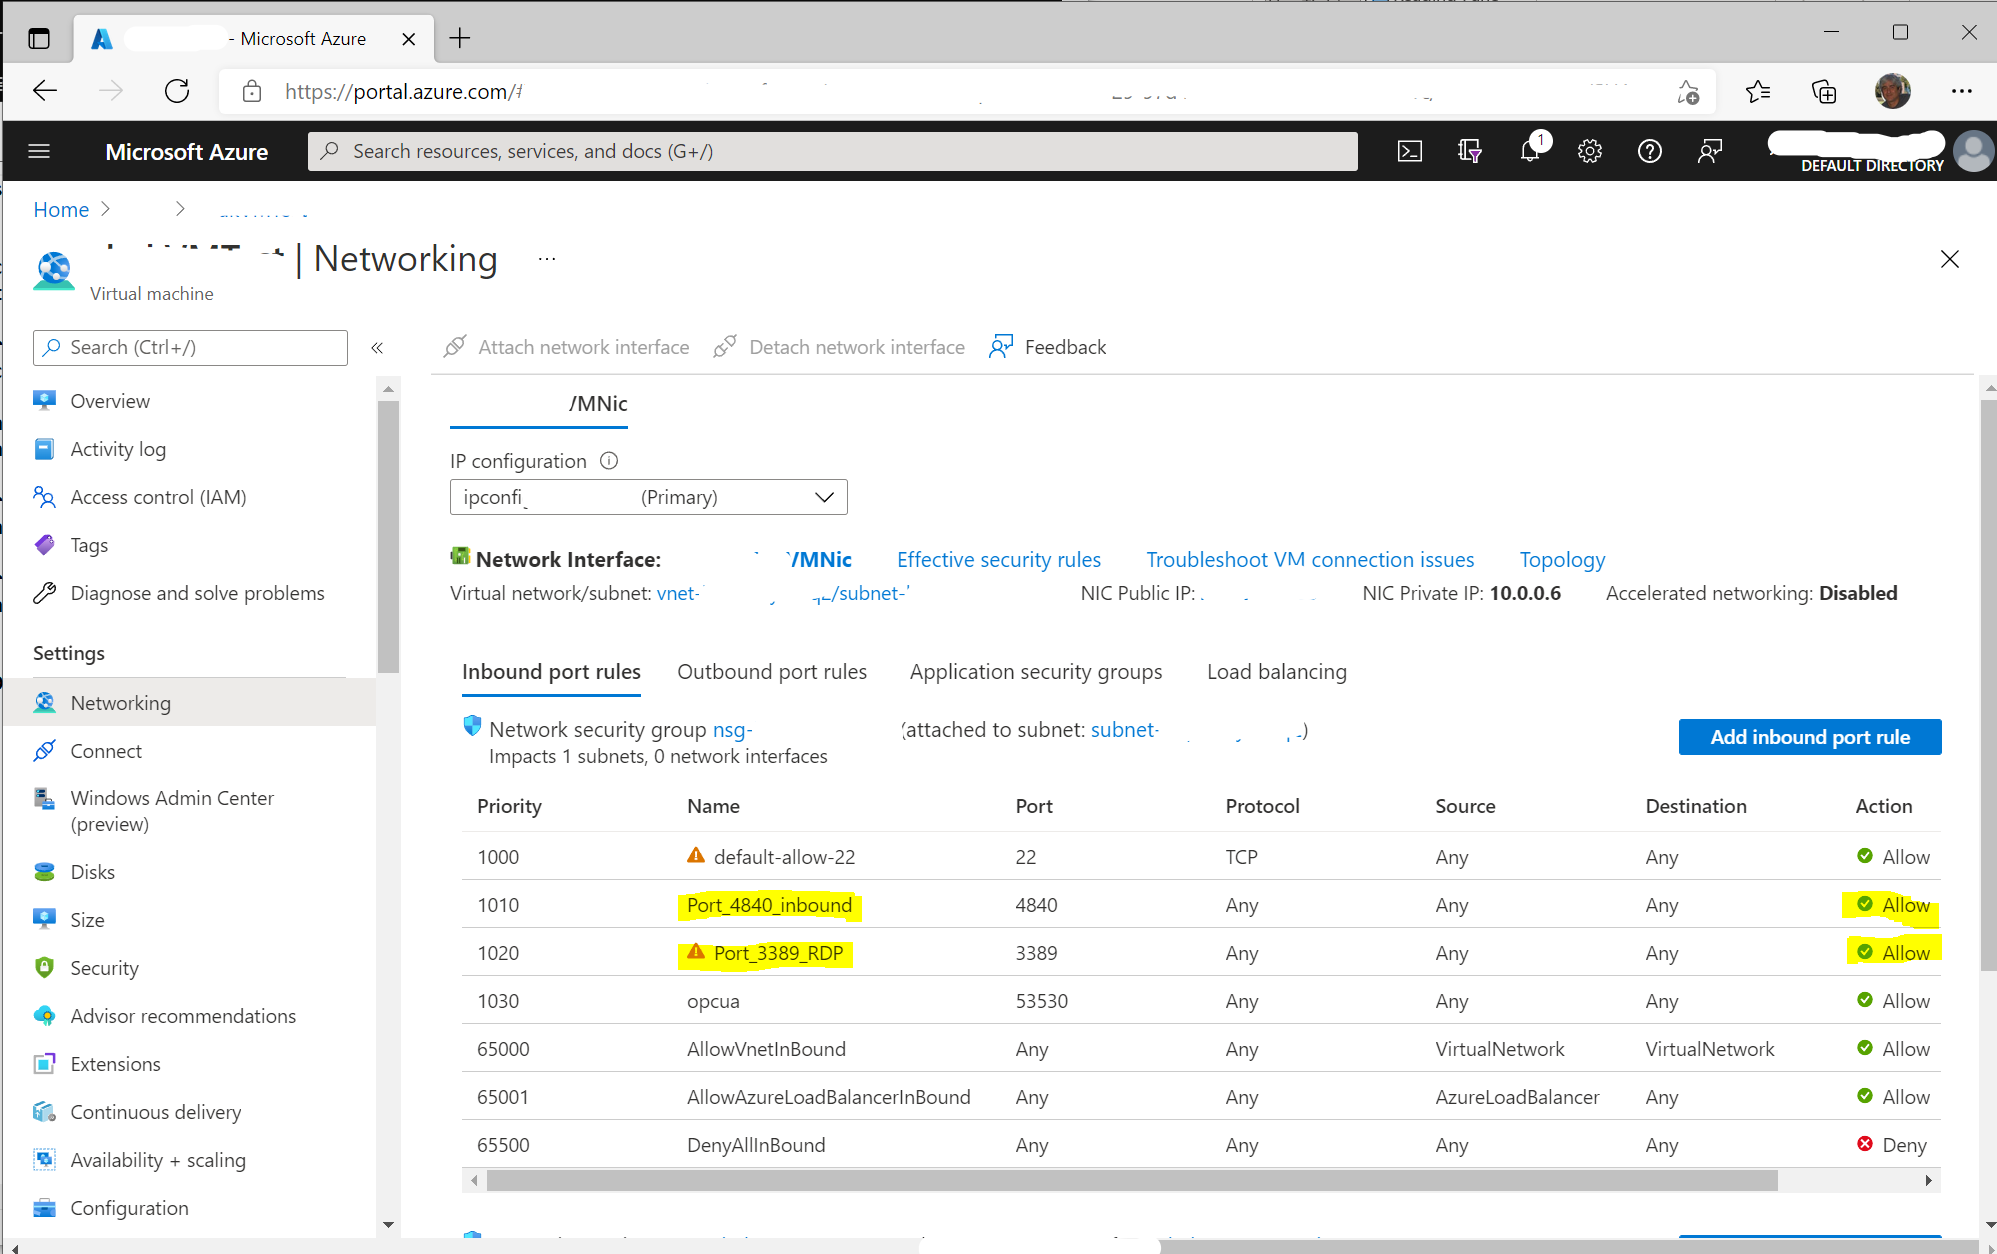 - Microsoft Azure
https://portal.azure.com/#
Microsoft Azure
Search resources, services, and docs (G+/)
1
DEFAULT DIRECTORY
Home
| Networking
...
Virtual machine
Search (Ctrl+/)
«
Attach network interface
Detach network interface
Feedback
Overview
Activity log
Access control (IAM)
Tags
Diagnose and solve problems
Settings
Networking
Connect
Windows Admin Center
(preview)
Disks
Size
Security
Advisor recommendations
Extensions
Continuous delivery
Availability + scaling
Configuration
/MNic
IP configuration
ipconfi (Primary)
Network Interface: /MNic Effective security rules Troubleshoot VM connection issues Topology
Virtual network/subnet: vnet- /subnet- NIC Public IP: NIC Private IP: 10.0.0.6 Accelerated networking: Disabled
Inbound port rules Outbound port rules Application security groups Load balancing
Network security group nsg- (attached to subnet: subnet- )
Impacts 1 subnets, 0 network interfaces
Add inbound port rule
Priority Name Port Protocol Source Destination Action
1000 default-allow-22 22 TCP Any Any Allow
1010 Port_4840_inbound 4840 Any Any Any Allow
1020 Port_3389_RDP 3389 Any Any Any Allow
1030 opcua 53530 Any Any Any Allow
65000 AllowVnetInBound Any Any VirtualNetwork VirtualNetwork Allow
65001 AllowAzureLoadBalancerInBound Any Any AzureLoadBalancer Any Allow
65500 DenyAllInBound Any Any Any Any Deny